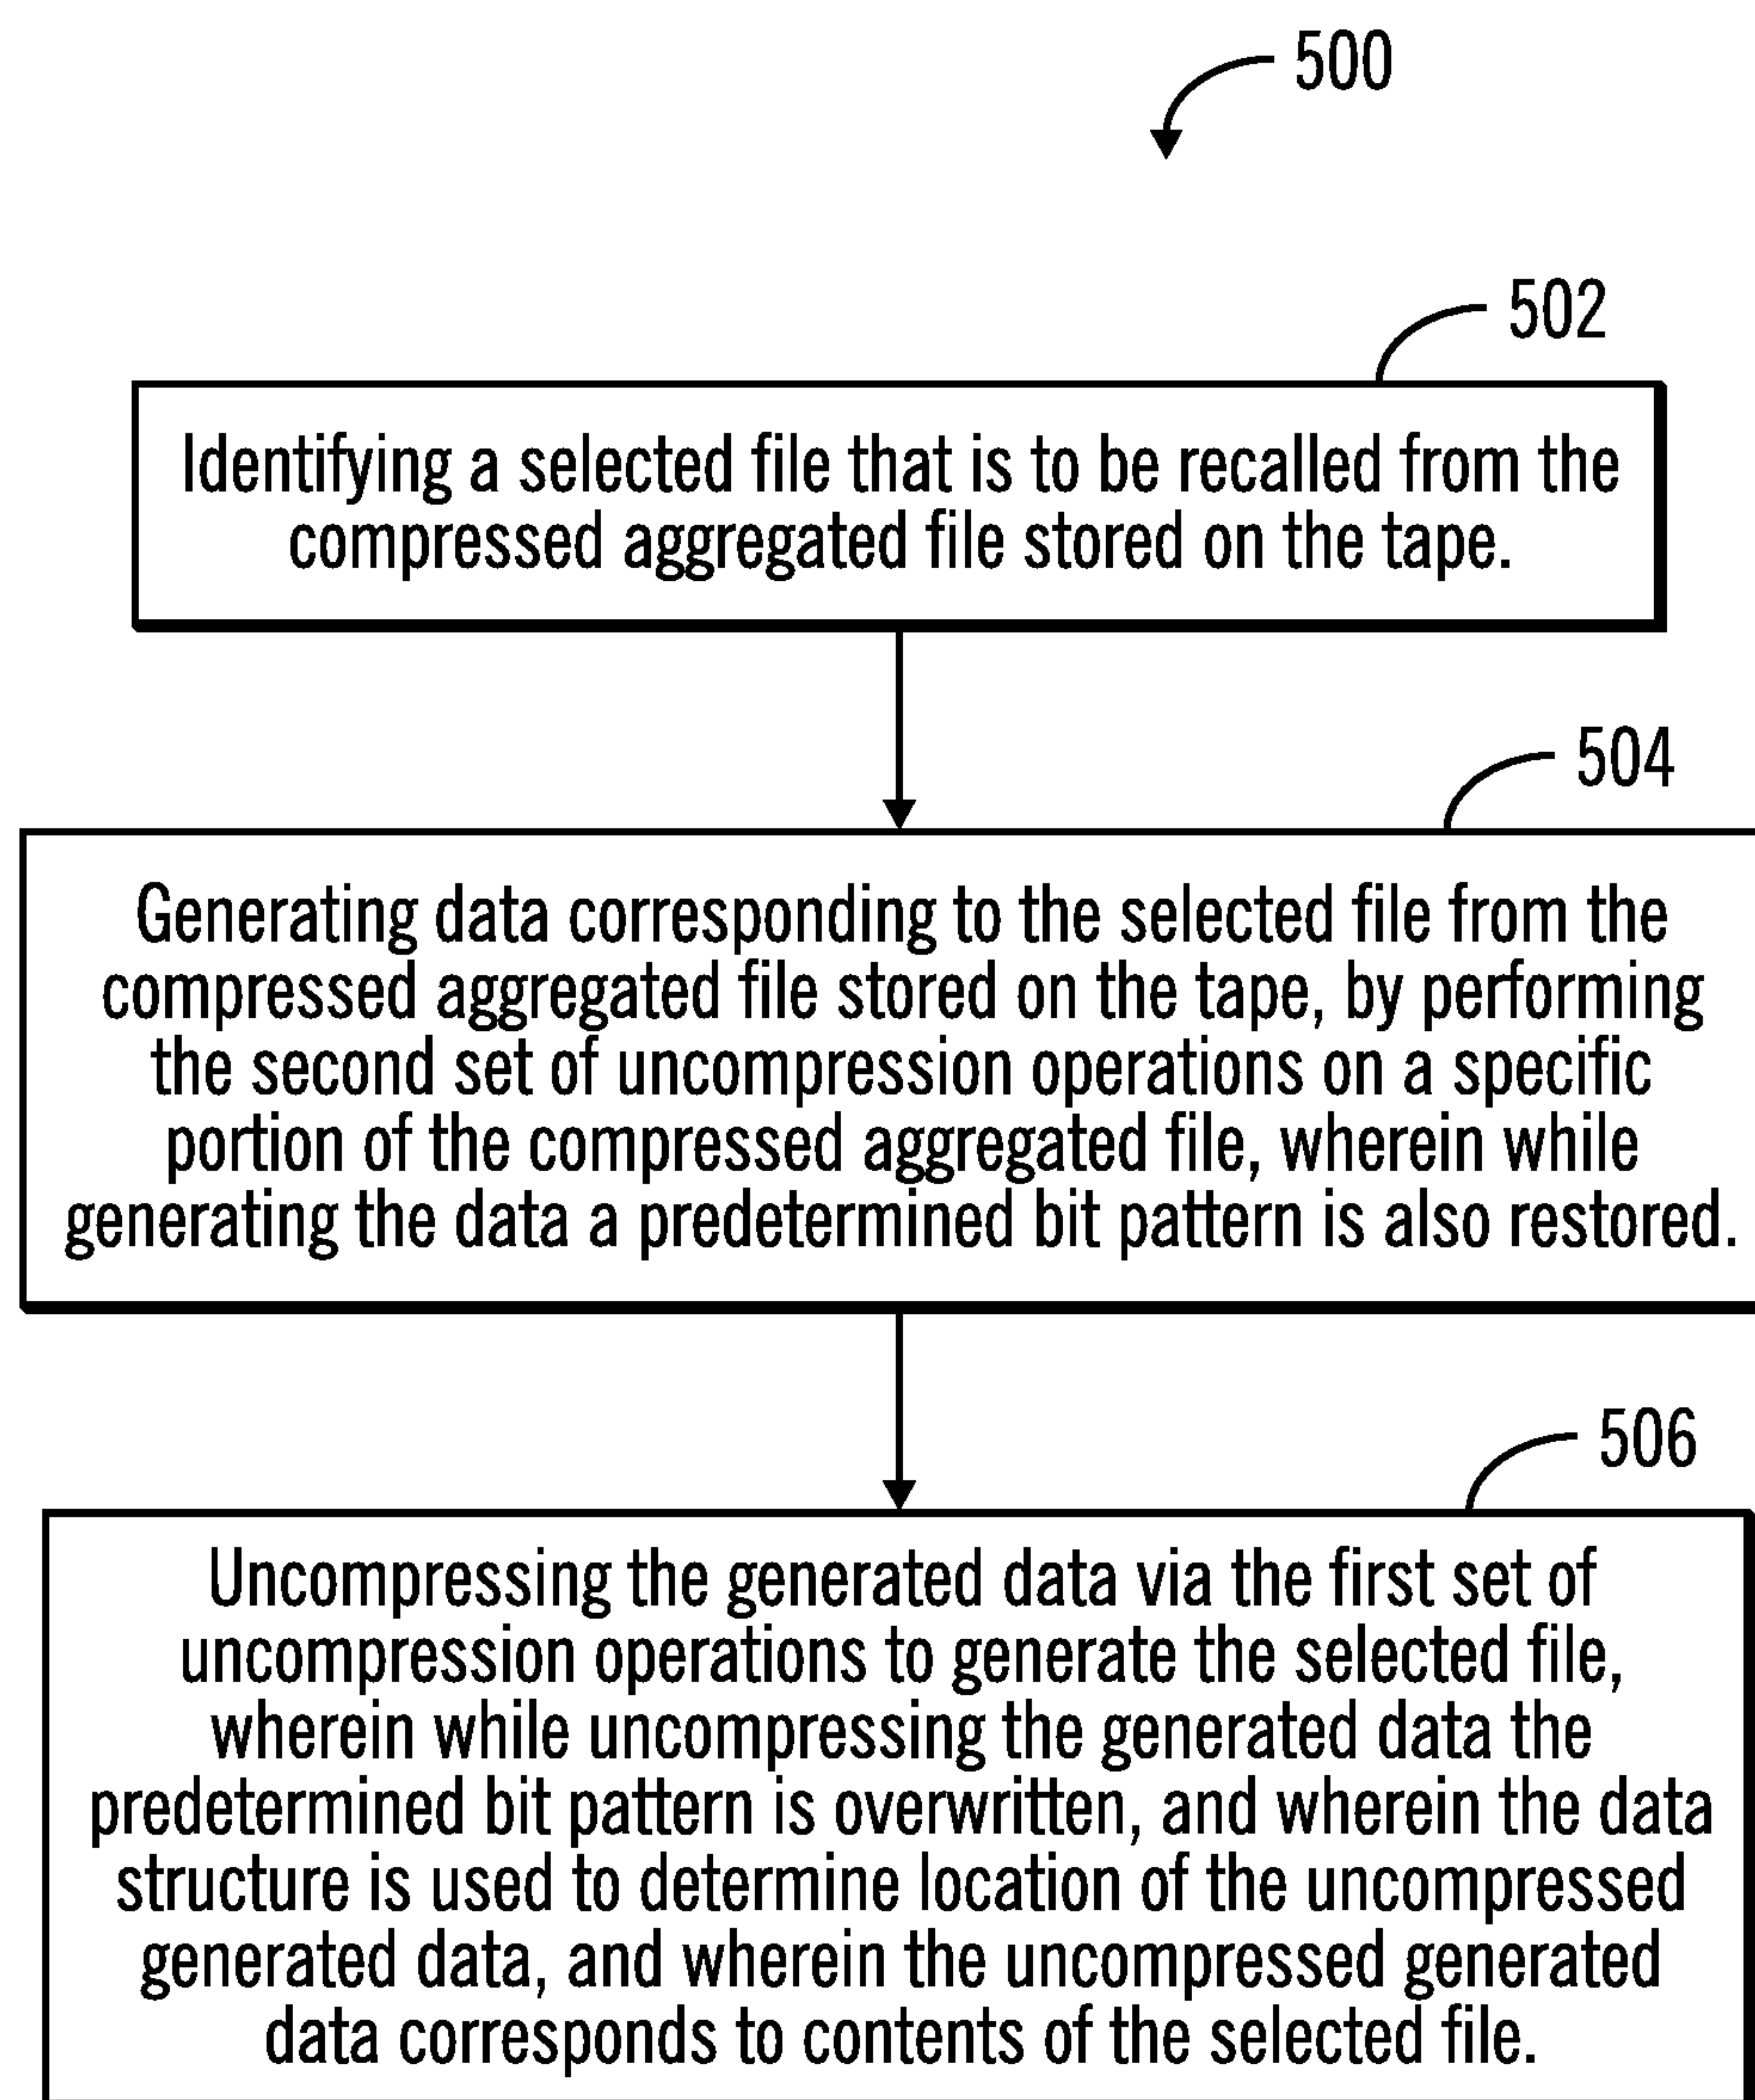 500
502
Identifying a selected file that is to be recalled from the
compressed aggregated file stored on the tape.
504
Generating data corresponding to the selected file from the
compressed aggregated file stored on the tape, by performing
the second set of uncompression operations on a specific
portion of the compressed aggregated file, wherein while
generating the data a predetermined bit pattern is also restored.
506
Uncompressing the generated data via the first set of
uncompression operations to generate the selected file,
wherein while uncompressing the generated data the
predetermined bit pattern is overwritten, and wherein the data
structure is used to determine location of the uncompressed
generated data, and wherein the uncompressed generated
data corresponds to contents of the selected file.